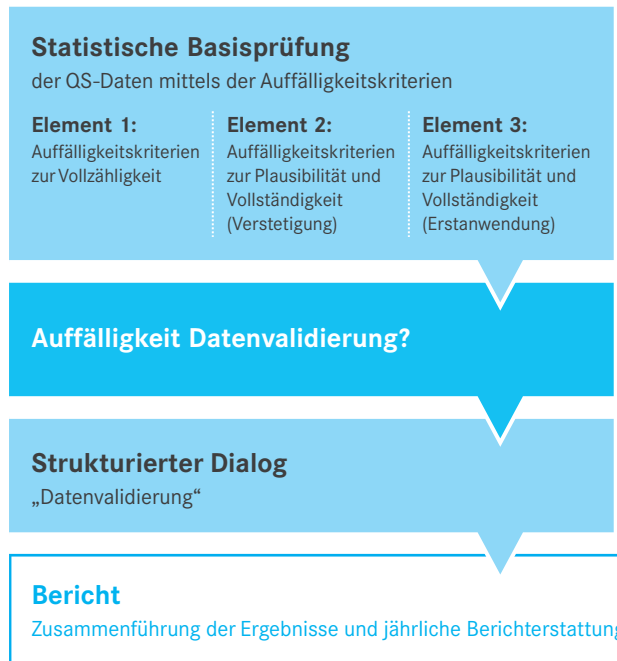 Statistische Basisprüfung
der QS-Daten mittels der Auffälligkeitskriterien
Element 1:
Auffälligkeitskriterien
zur Vollzähligkeit
Element 2:
Auffälligkeitskriterien
zur Plausibilität und
Vollständigkeit
(Verstetigung)
Element 3:
Auffälligkeitskriterien
zur Plausibilität und
Vollständigkeit
(Erstanwendung)
Auffälligkeit Datenvalidierung?
Strukturierter Dialog
„Datenvalidierung“
Bericht
Zusammenführung der Ergebnisse und jährliche Berichterstattung